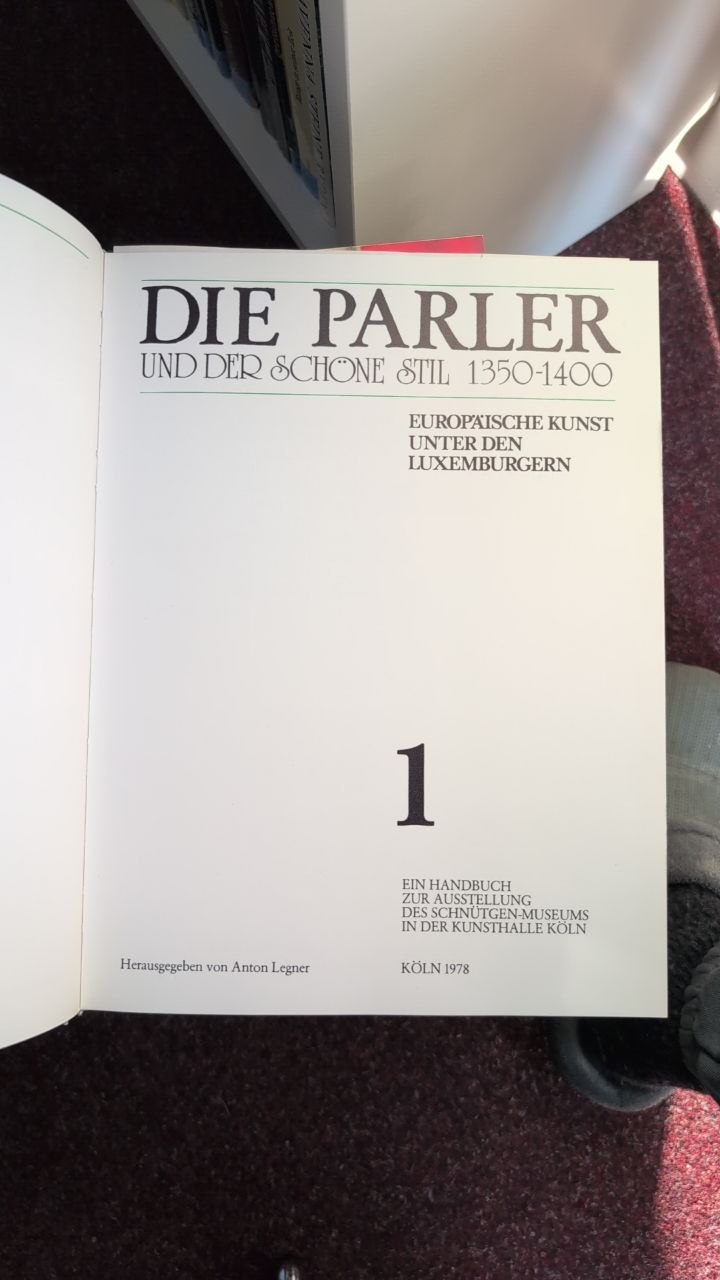 DIE PARLER
UND DER SCHÖNE STIL 1350-1400
EUROPÄISCHE KUNST
UNTER DEN
LUXEMBURGERN
1
EIN HANDBUCH
ZUR AUSSTELLUNG
DES SCHNÜTGEN-MUSEUMS
IN DER KUNSTHALLE KÖLN
Herausgegeben von Anton Legner
KÖLN 1978